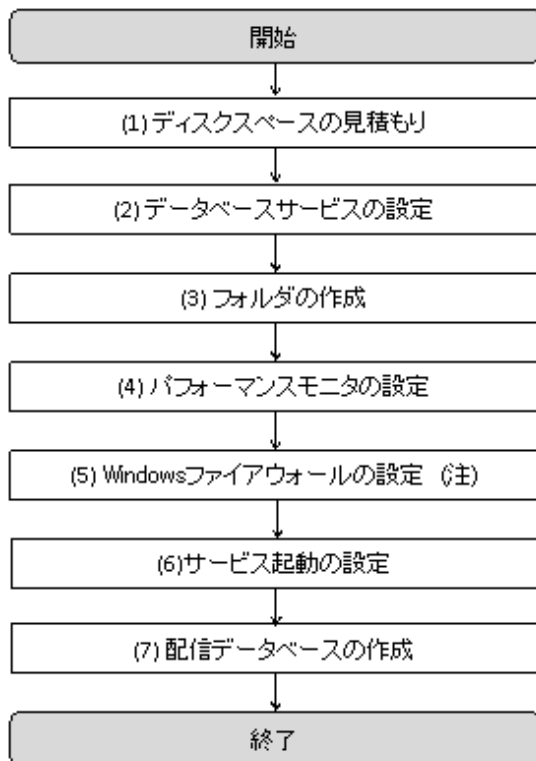 開始
(1) ディスクスペースの見積もり
(2) データベースサービスの設定
(3) フォルダの作成
(4) パフォーマンスモニタの設定
(5) Windowsファイアウォールの設定 (注)
(6)サービス起動の設定
(7) 配信データベースの作成
終了